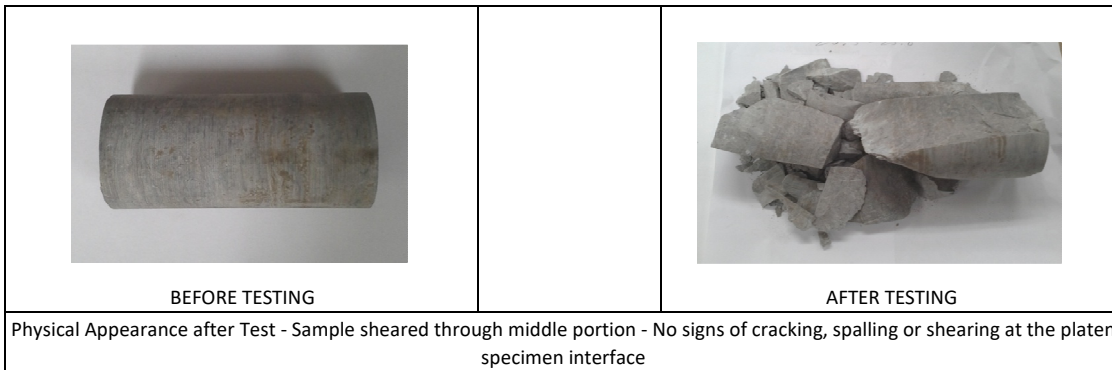 BEFORE TESTING
AFTER TESTING
Physical Appearance after Test - Sample sheared through middle portion - No signs of cracking, spalling or shearing at the platen
specimen interface